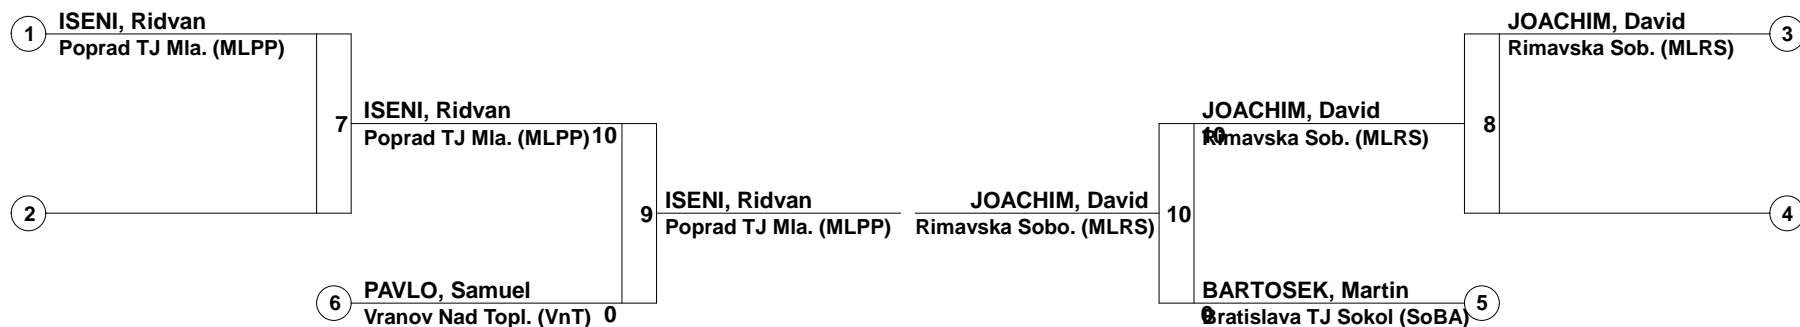 1
ISENI, Ridvan
Poprad TJ Mla. (MLPP)
JOACHIM, David
Rimavska Sob. (MLRS)
3
7
ISENI, Ridvan
Poprad TJ Mla. (MLPP)
10
JOACHIM, David
10
Rimavska Sob. (MLRS)
8
2
9
ISENI, Ridvan
Poprad TJ Mla. (MLPP)
JOACHIM, David
Rimavska Sobo. (MLRS)
10
4
6
PAVLO, Samuel
Vranov Nad Topl. (VnT)
0
BARTOSEK, Martin
0
Bratislava TJ Sokol (SoBA)
5